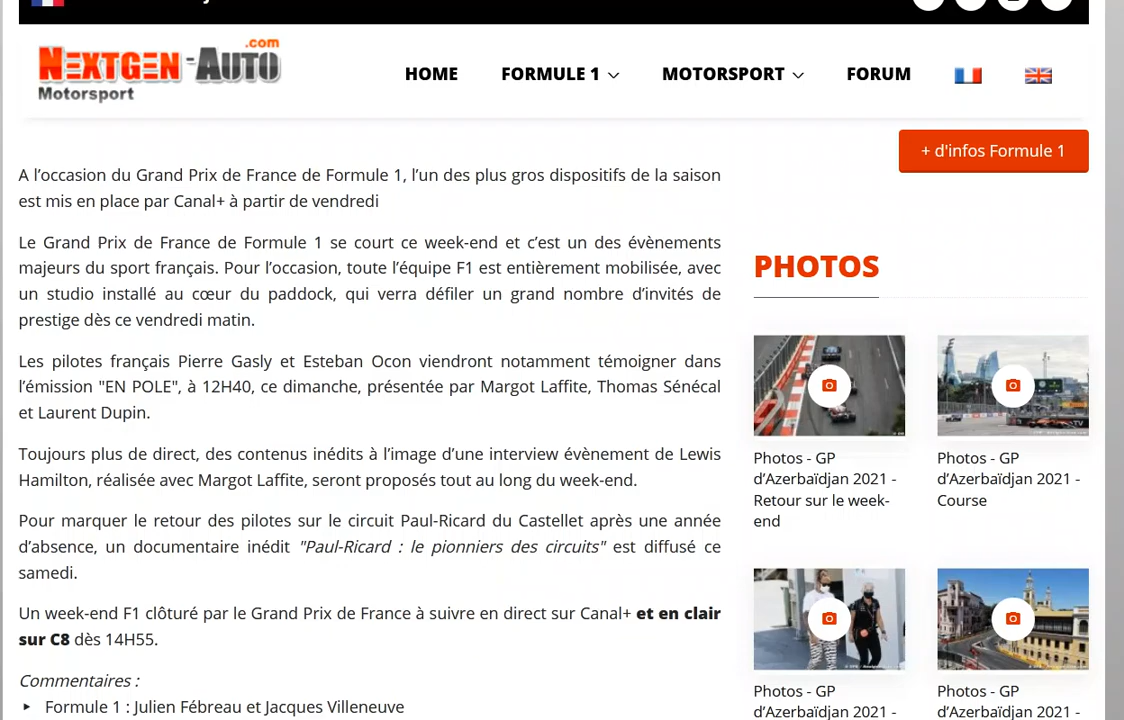 NEXTGEN-AUTO
.com
Motorsport
HOME
FORMULE 1
MOTORSPORT
FORUM
+ d'infos Formule 1
A l’occasion du Grand Prix de France de Formule 1, l’un des plus gros dispositifs de la saison
est mis en place par Canal+ à partir de vendredi
Le Grand Prix de France de Formule 1 se court ce week-end et c’est un des évènements
majeurs du sport français. Pour l’occasion, toute l’équipe F1 est entièrement mobilisée, avec
un studio installé au cœur du paddock, qui verra défiler un grand nombre d’invités de
prestige dès ce vendredi matin.
Les pilotes français Pierre Gasly et Esteban Ocon viendront notamment témoigner dans
l’émission "EN POLE", à 12H40, ce dimanche, présentée par Margot Laffite, Thomas Sénécal
et Laurent Dupin.
Toujours plus de direct, des contenus inédits à l’image d’une interview évènement de Lewis
Hamilton, réalisée avec Margot Laffite, seront proposés tout au long du week-end.
Pour marquer le retour des pilotes sur le circuit Paul-Ricard du Castellet après une année
d’absence, un documentaire inédit "Paul-Ricard : le pionniers des circuits" est diffusé ce
samedi.
Un week-end F1 clôturé par le Grand Prix de France à suivre en direct sur Canal+ et en clair
sur C8 dès 14H55.
Commentaires :
Formule 1 : Julien Fébreau et Jacques Villeneuve
PHOTOS
Photos - GP
d’Azerbaïdjan 2021 -
Retour sur le week-
end
Photos - GP
d’Azerbaïdjan 2021 -
Course
Photos - GP
d’Azerbaïdjan 2021 -
Photos - GP
d’Azerbaïdjan 2021 -